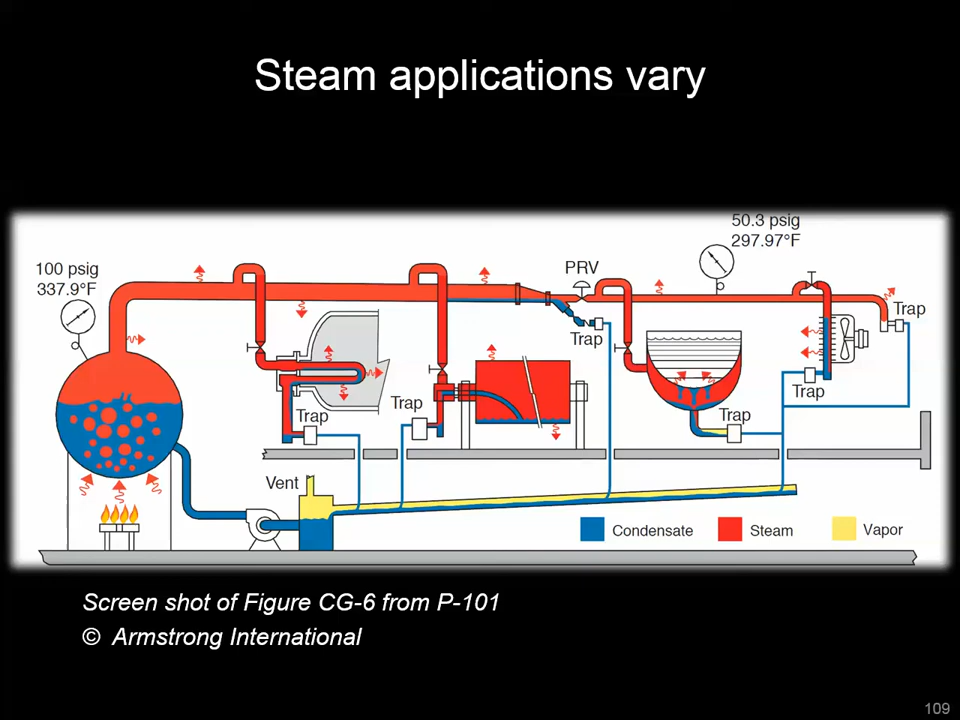 Steam applications vary
50.3 psig
297.97°F
100 psig
337.9°F
PRV
Trap
Trap
Trap
Trap
Trap
Trap
Vent
Condensate
Steam
Vapor
Screen shot of Figure CG-6 from P-101
© Armstrong International
109